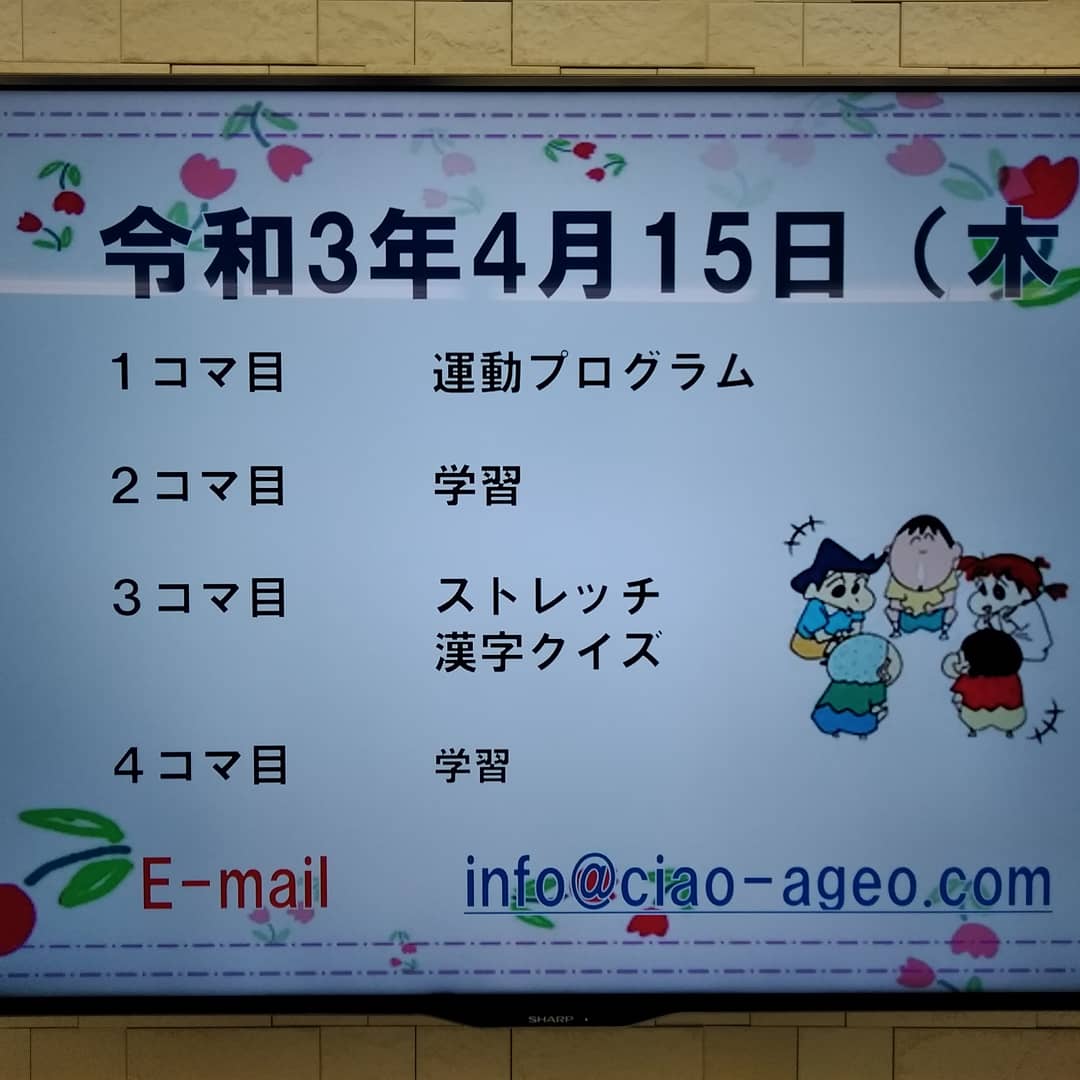 令和3年4月15日（木
１コマ目 運動プログラム
２コマ目 学習
３コマ目 ストレッチ
漢字クイズ
４コマ目 学習
E-mail info@ciao-ageo.com
SHARP